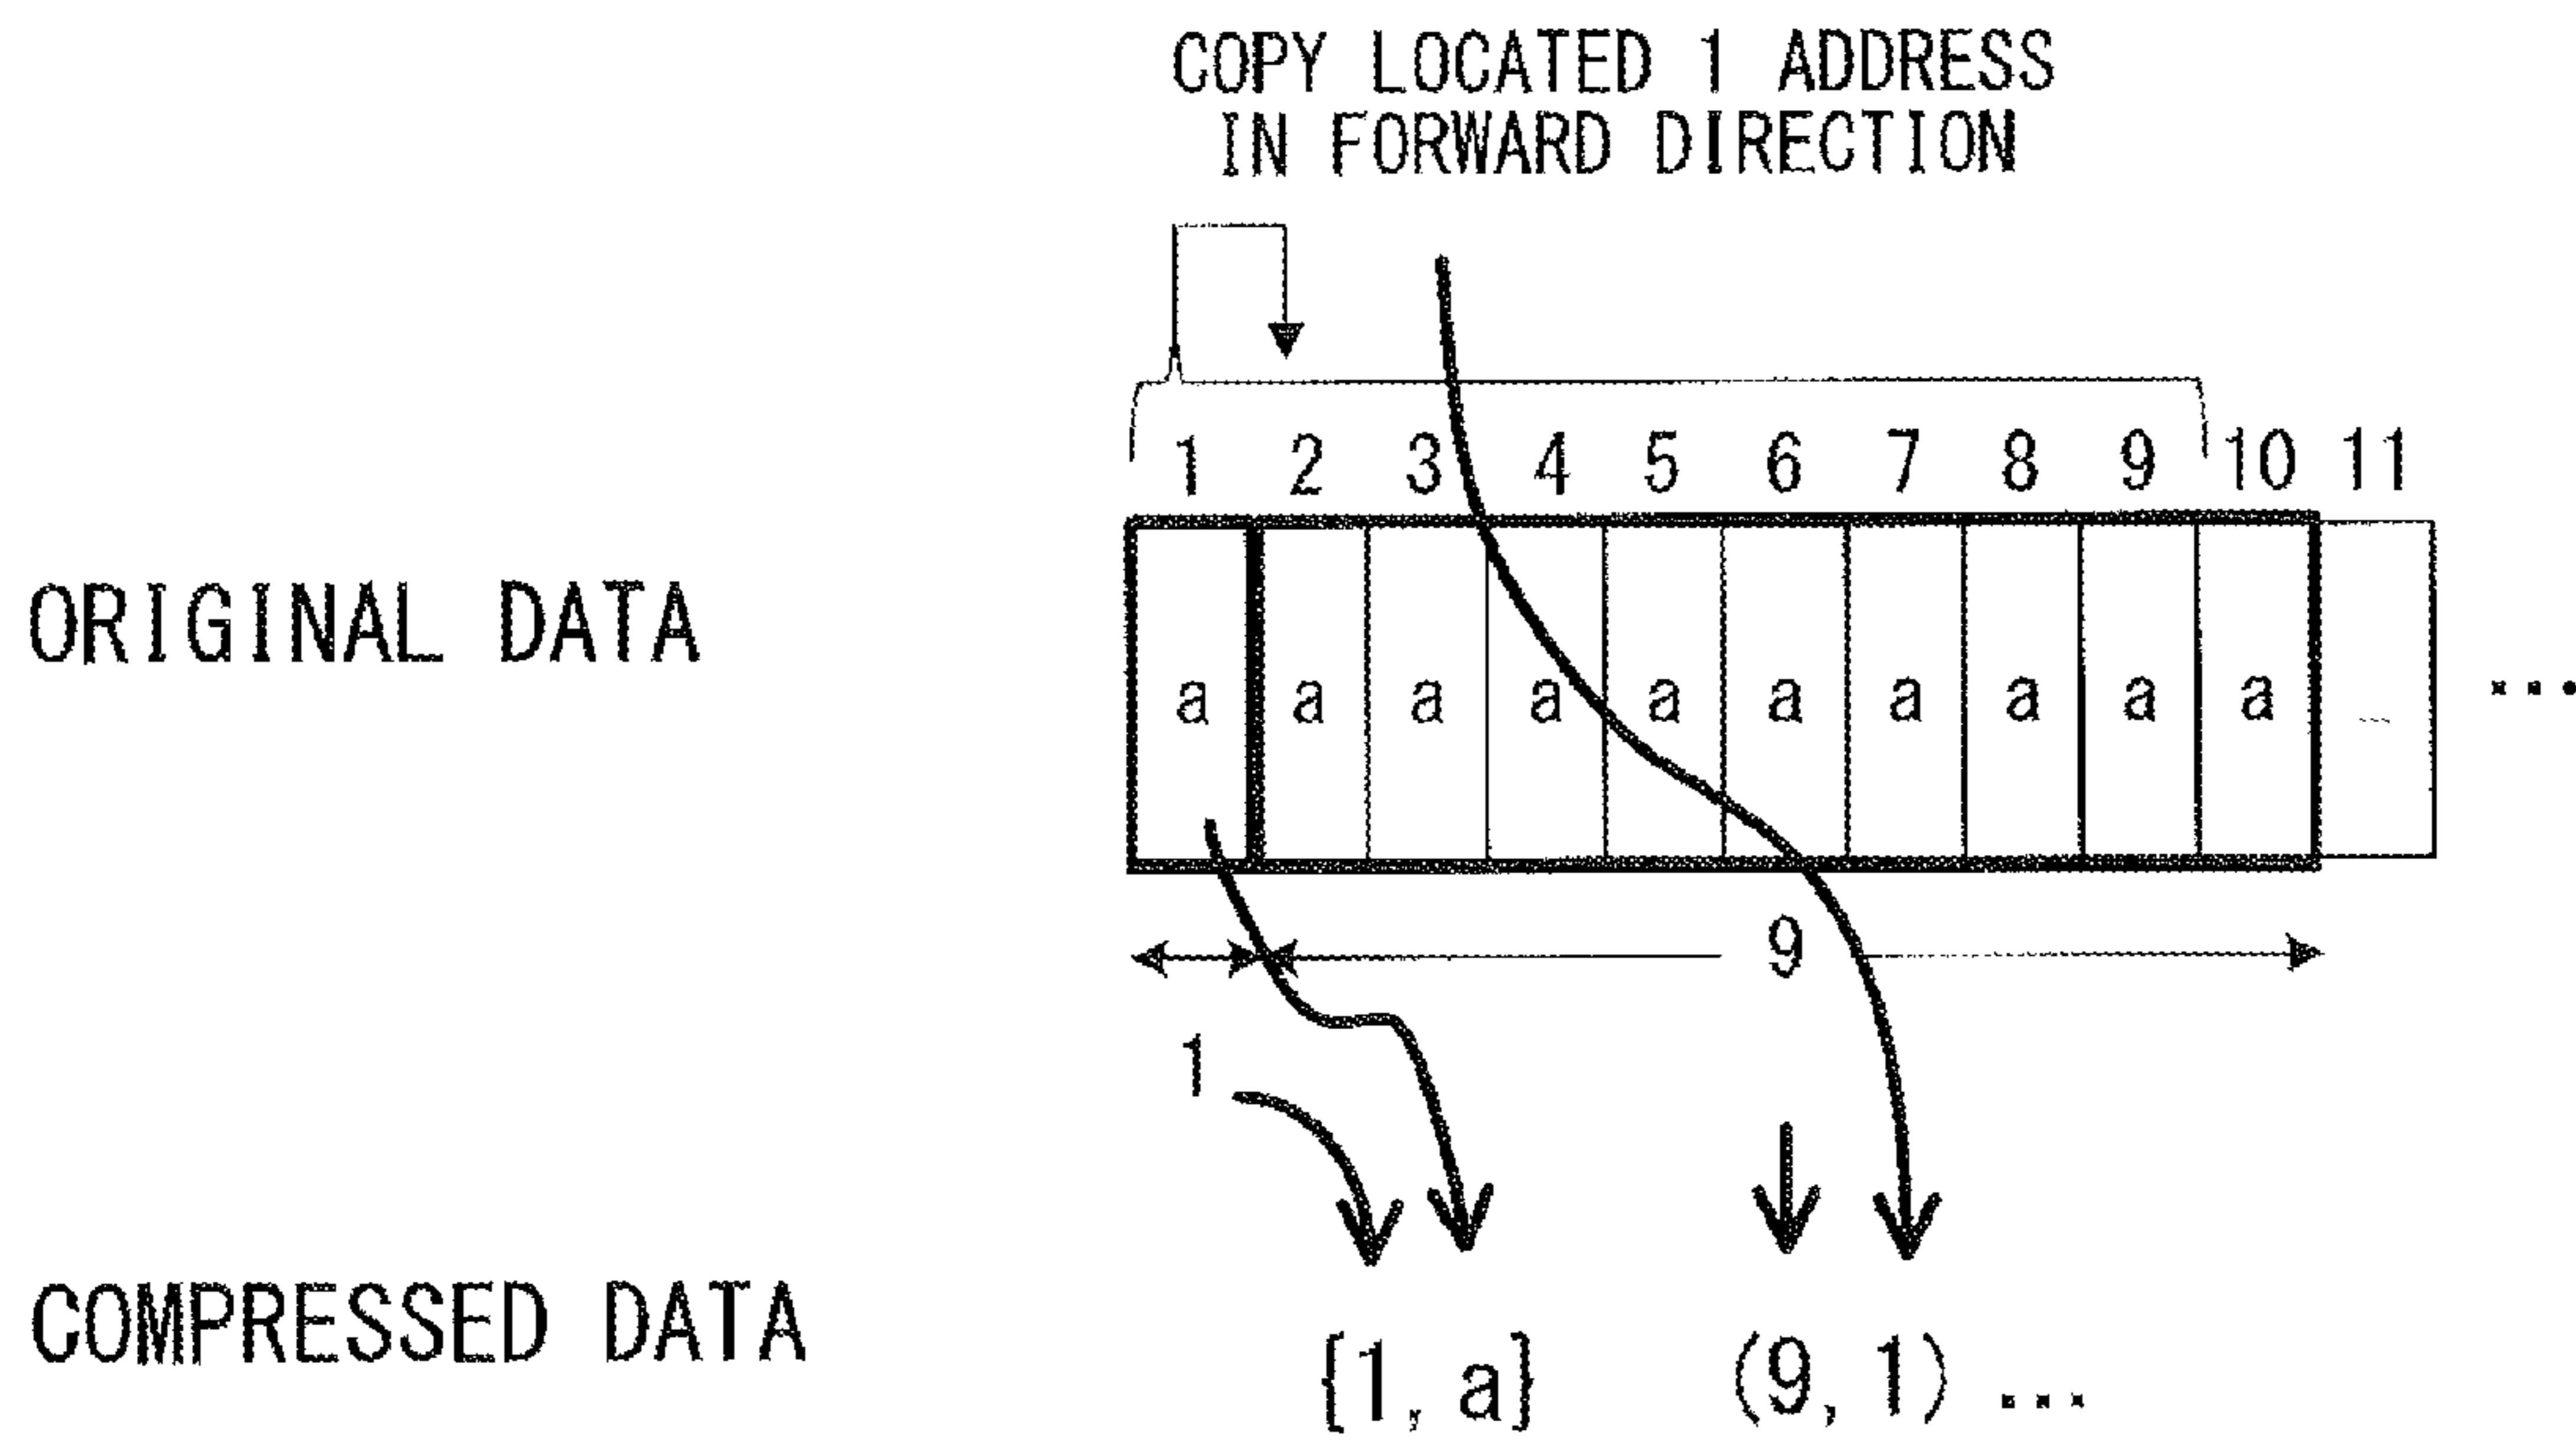 COPY LOCATED 1 ADDRESS
IN FORWARD DIRECTION
1 2 3 4 5 6 7 8 9 10 11
ORIGINAL DATA
a a a a a a a a a a ...
9
1
COMPRESSED DATA
{1, a} (9, 1) ...